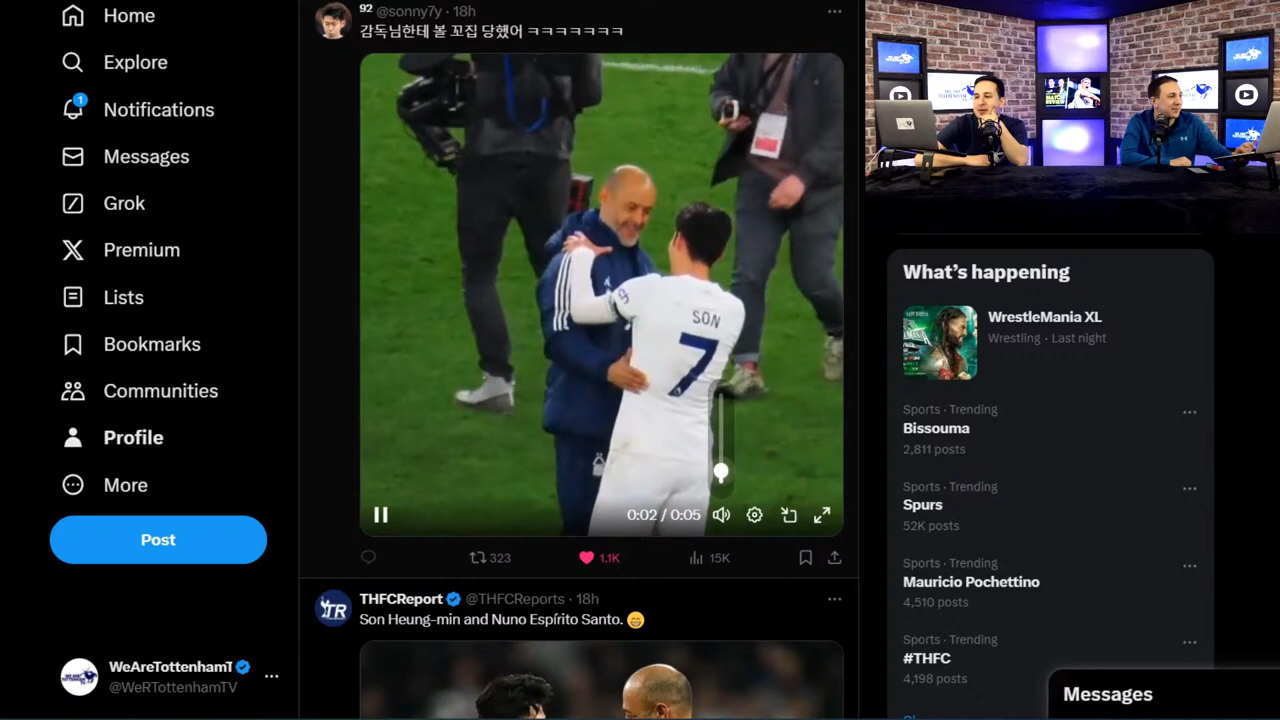 Home
Explore
1
Notifications
Messages
Grok
Premium
Lists
Bookmarks
Communities
Profile
More
Post
WeAreTottenhamT
@WeRTottenhamTV
92 @sonny7y · 18h
감독님한테 볼 꼬집 당했어 ㅋㅋㅋㅋㅋㅋㅋ
SON
7
0:02 / 0:05
323
1.1K
15K
THFCReport @THFCReports · 18h
Son Heung-min and Nuno Espírito Santo. 😁
TR
What's happening
WrestleMania XL
Wrestling · Last night
Sports · Trending
Bissouma
2,811 posts
Sports · Trending
Spurs
52K posts
Sports · Trending
Mauricio Pochettino
4,510 posts
Sports · Trending
#THFC
4,198 posts
Messages